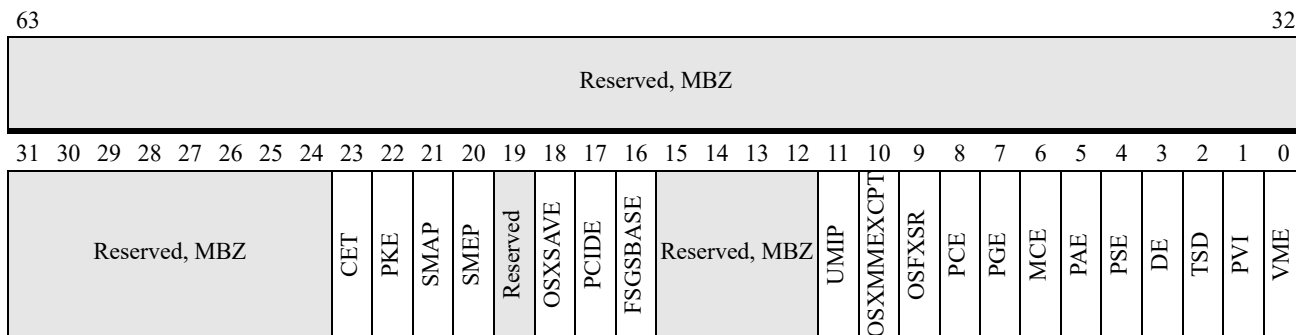 63 32
Reserved, MBZ
31 30 29 28 27 26 25 24 23 22 21 20 19 18 17 16 15 14 13 12 11 10 9 8 7 6 5 4 3 2 1 0
Reserved, MBZ
CET
PKE
SMAP
SMEP
Reserved
OSXSAVE
PCIDE
FSGSBASE
Reserved, MBZ
UMIP
OSXMMEXCPT
OSFXSR
PCE
PGE
MCE
PAE
PSE
DE
TSD
PVI
VME